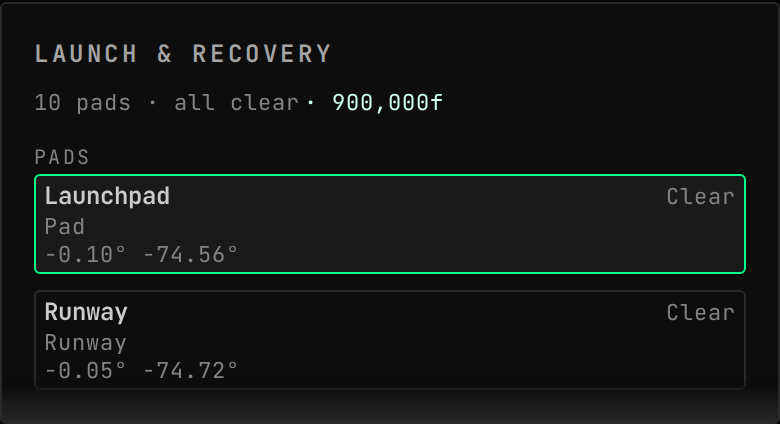 LAUNCH & RECOVERY
10 pads · all clear · 900,000f
PADS
Launchpad Clear
Pad
-0.10° -74.56°
Runway Clear
Runway
-0.05° -74.72°